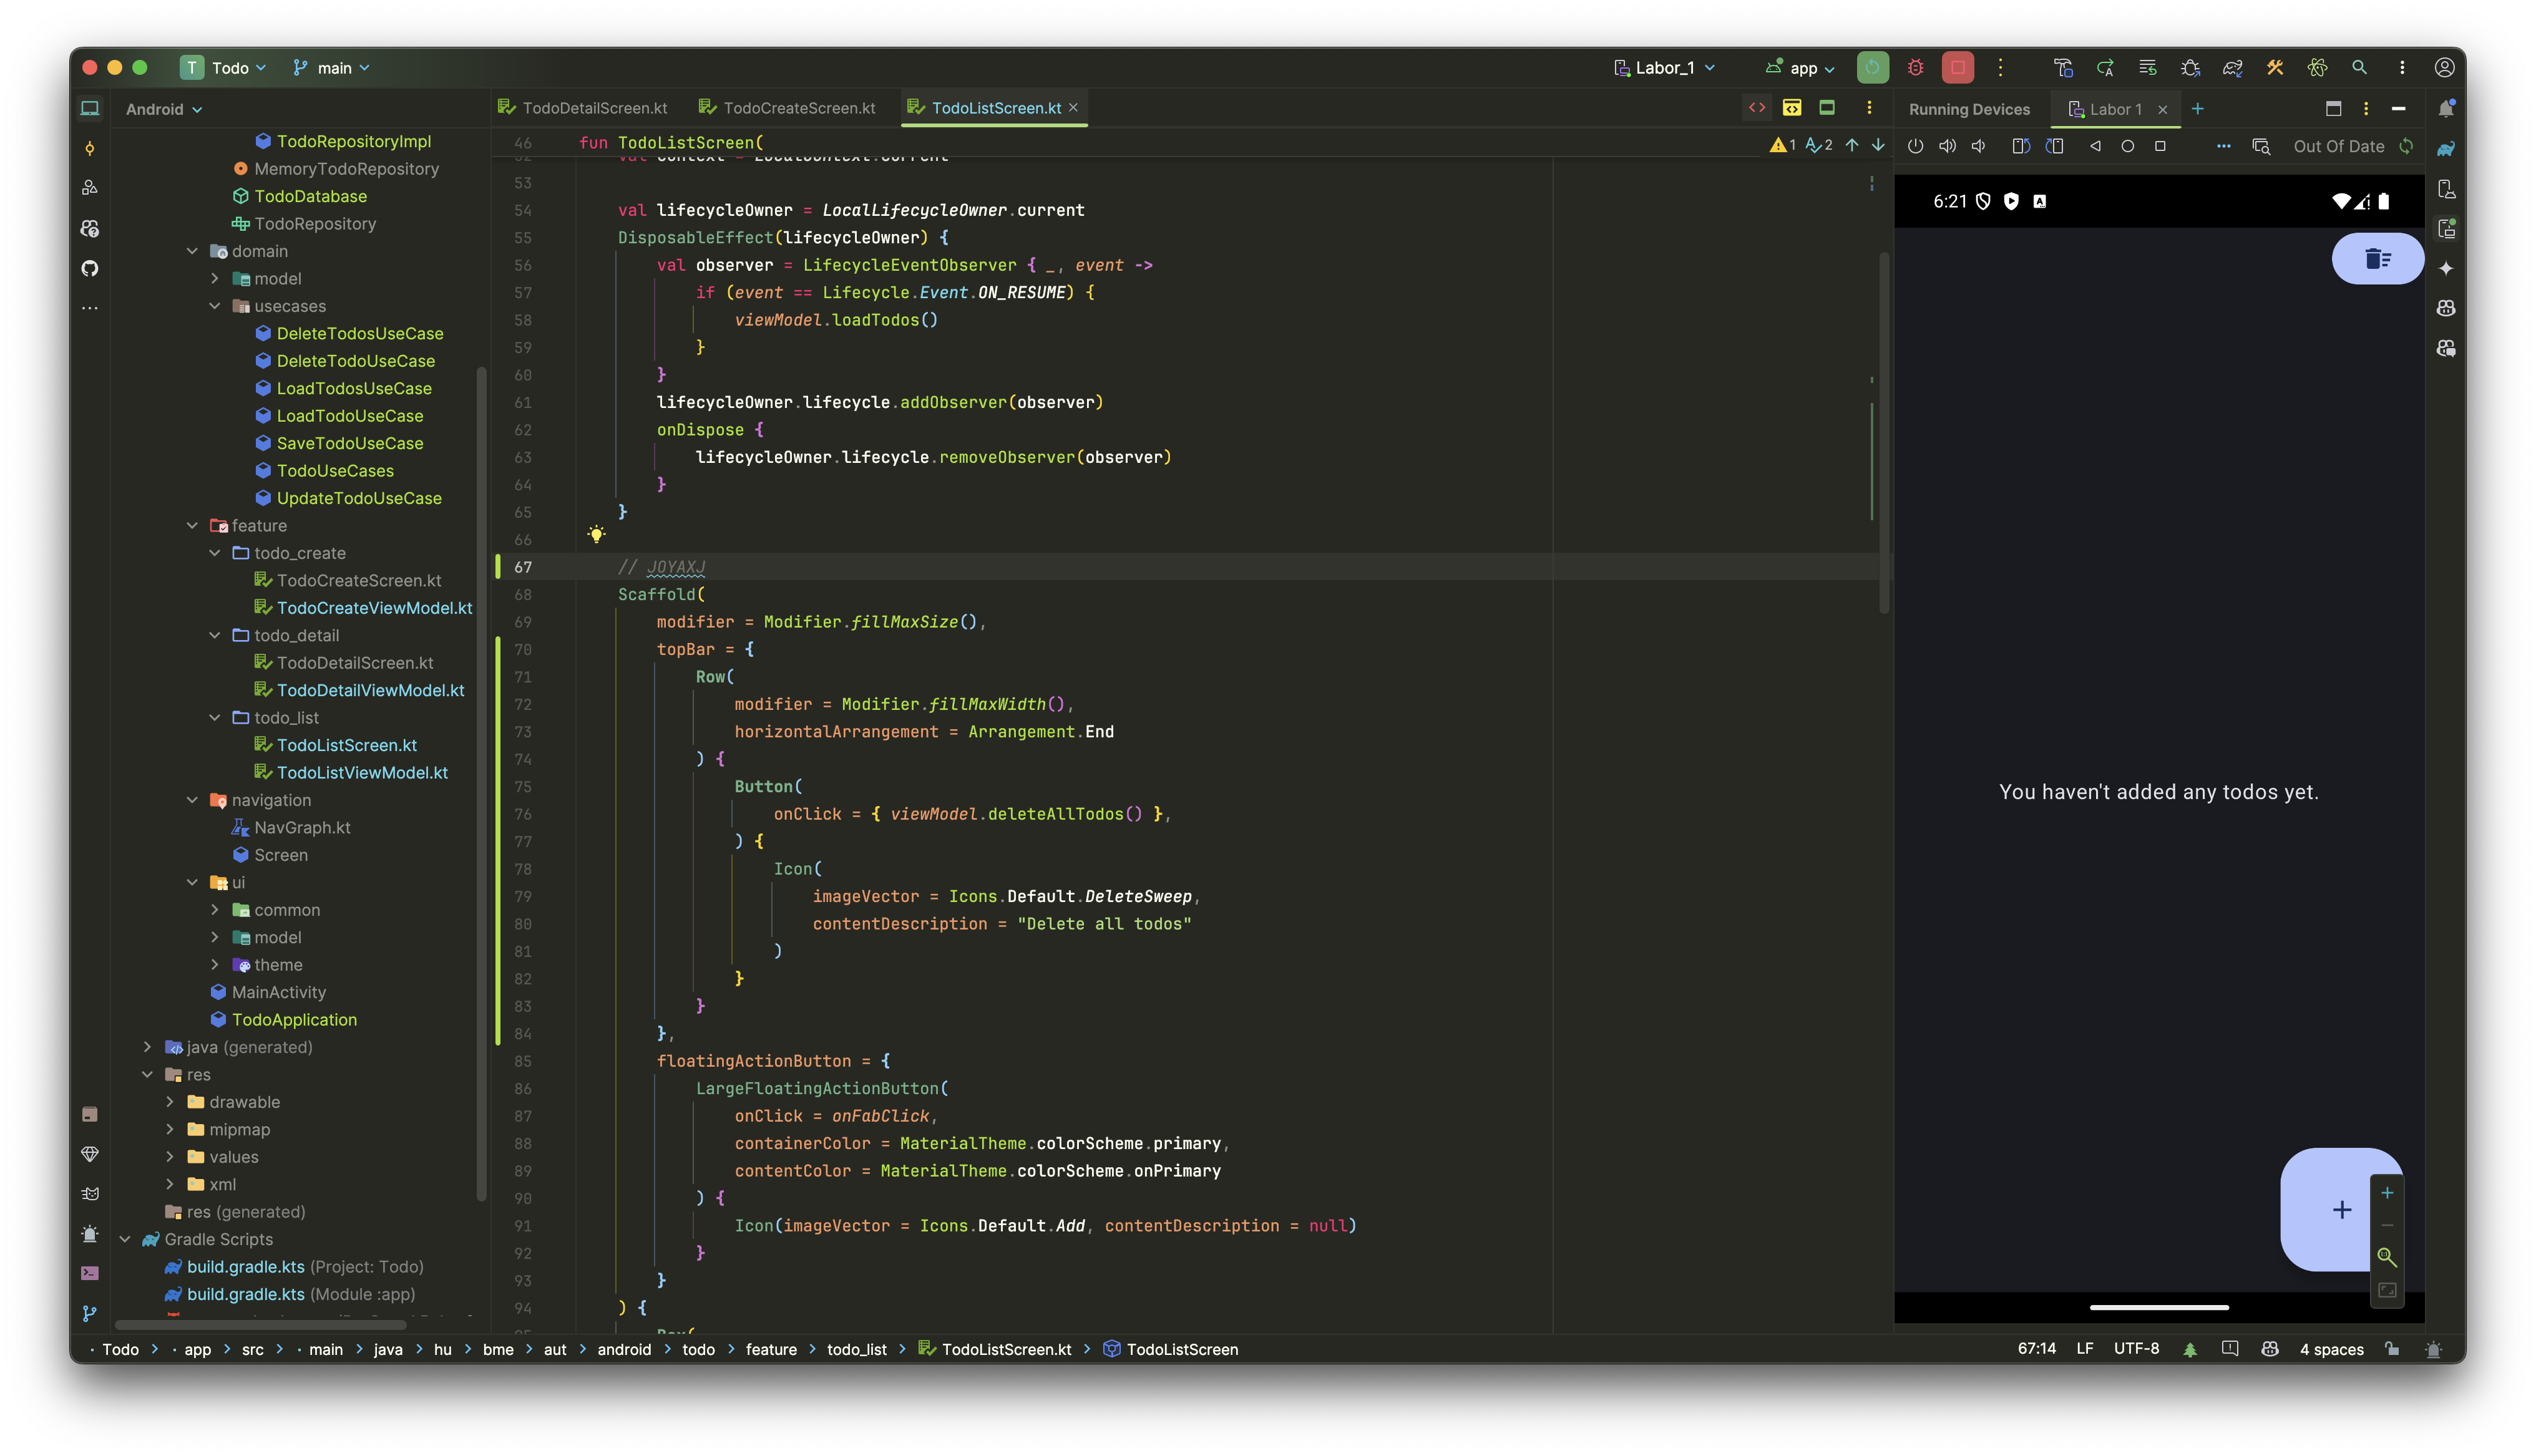 T Todo main Labor_1 app
Android
TodoDetailScreen.kt TodoCreateScreen.kt TodoListScreen.kt
Running Devices Labor 1
Out Of Date
TodoRepositoryImpl
MemoryTodoRepository
TodoDatabase
TodoRepository
domain
model
usecases
DeleteTodosUseCase
DeleteTodoUseCase
LoadTodosUseCase
LoadTodoUseCase
SaveTodoUseCase
TodoUseCases
UpdateTodoUseCase
feature
todo_create
TodoCreateScreen.kt
TodoCreateViewModel.kt
todo_detail
TodoDetailScreen.kt
TodoDetailViewModel.kt
todo_list
TodoListScreen.kt
TodoListViewModel.kt
navigation
NavGraph.kt
Screen
ui
common
model
theme
MainActivity
TodoApplication
java (generated)
res
drawable
mipmap
values
xml
res (generated)
Gradle Scripts
build.gradle.kts (Project: Todo)
build.gradle.kts (Module :app)
46 fun TodoListScreen(
1 2
val context = LocalContext.current
53
54 val lifecycleOwner = LocalLifecycleOwner.current
55 DisposableEffect(lifecycleOwner) {
56 val observer = LifecycleEventObserver { _, event ->
57 if (event == Lifecycle.Event.ON_RESUME) {
58 viewModel.loadTodos()
59 }
60 }
61 lifecycleOwner.lifecycle.addObserver(observer)
62 onDispose {
63 lifecycleOwner.lifecycle.removeObserver(observer)
64 }
65 }
66
67 // JOYAXJ
68 Scaffold(
69 modifier = Modifier.fillMaxSize(),
70 topBar = {
71 Row(
72 modifier = Modifier.fillMaxWidth(),
73 horizontalArrangement = Arrangement.End
74 ) {
75 Button(
76 onClick = { viewModel.deleteAllTodos() },
77 ) {
78 Icon(
79 imageVector = Icons.Default.DeleteSweep,
80 contentDescription = "Delete all todos"
81 )
82 }
83 }
84 },
85 floatingActionButton = {
86 LargeFloatingActionButton(
87 onClick = onFabClick,
88 containerColor = MaterialTheme.colorScheme.primary,
89 contentColor = MaterialTheme.colorScheme.onPrimary
90 ) {
91 Icon(imageVector = Icons.Default.Add, contentDescription = null)
92 }
93 }
94 ) {
Box(
6:21
You haven't added any todos yet.
Todo app src main java hu bme aut android todo feature todo_list TodoListScreen.kt TodoListScreen
67:14 LF UTF-8 4 spaces